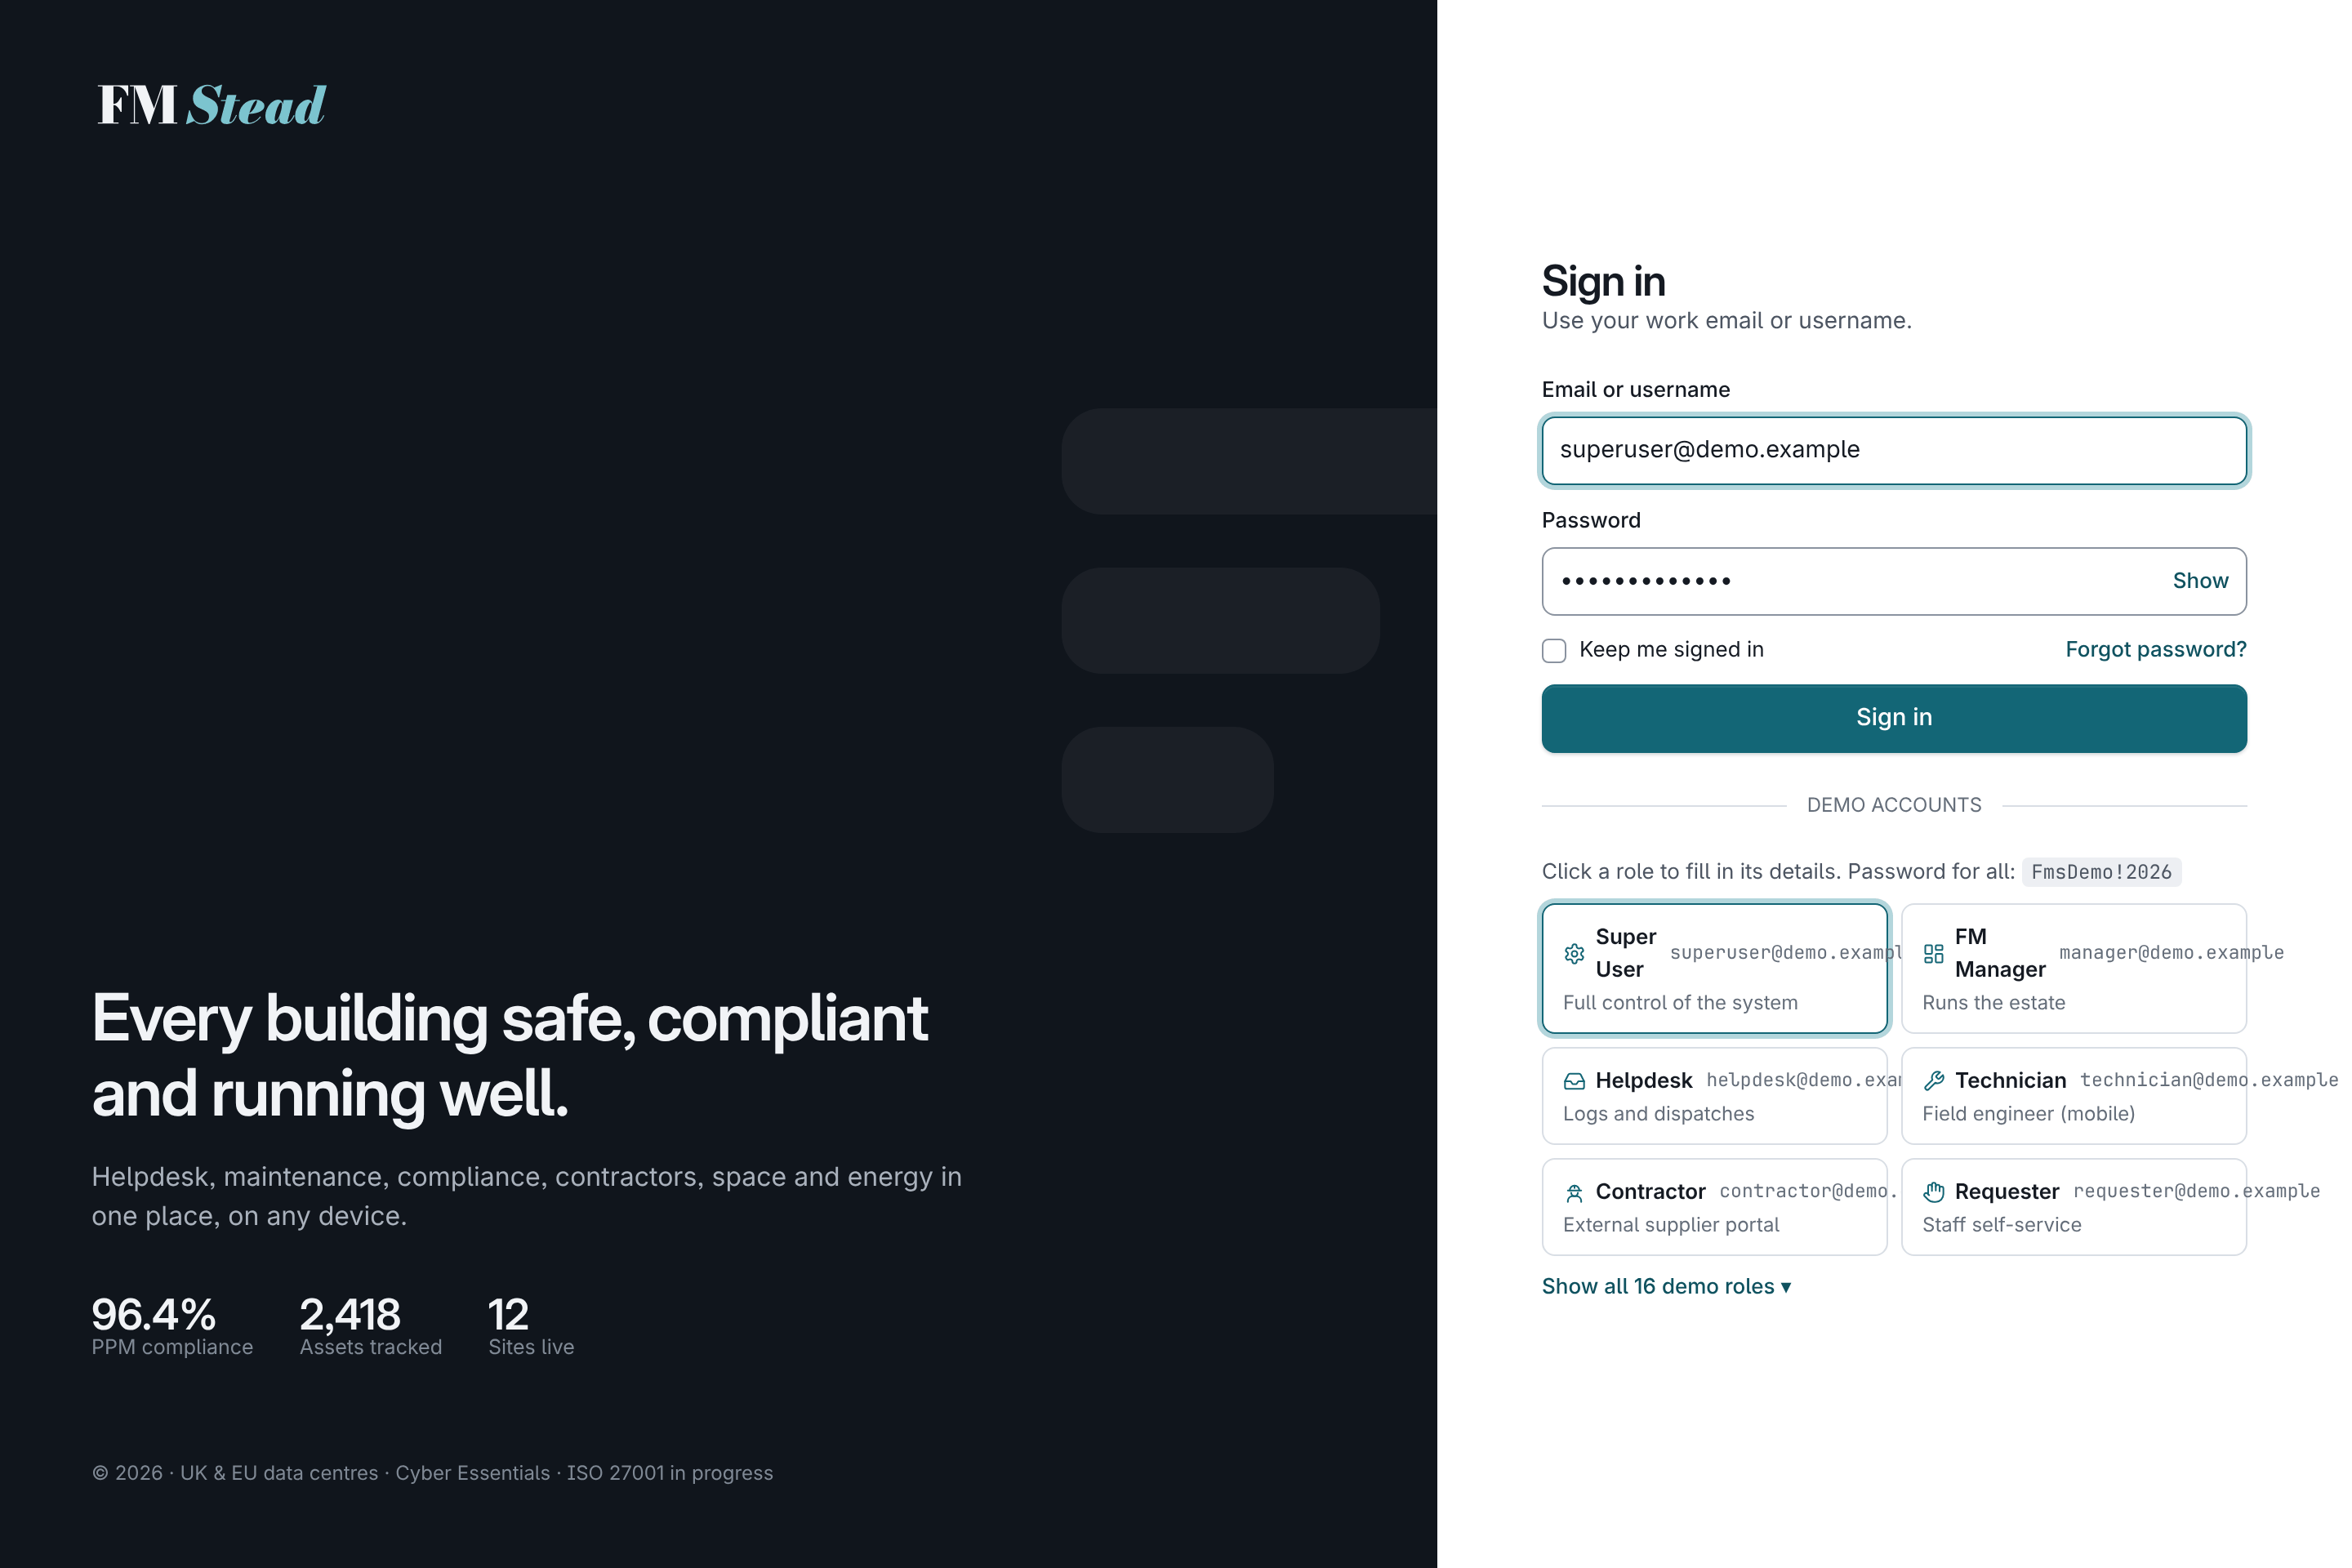 FM Stead
Every building safe, compliant
and running well.
Helpdesk, maintenance, compliance, contractors, space and energy in
one place, on any device.
96.4% 2,418 12
PPM compliance Assets tracked Sites live
© 2026 · UK & EU data centres · Cyber Essentials · ISO 27001 in progress
Sign in
Use your work email or username.
Email or username
superuser@demo.example
Password
••••••••••••• Show
Keep me signed in Forgot password?
Sign in
DEMO ACCOUNTS
Click a role to fill in its details. Password for all: FmsDemo!2026
Super User superuser@demo.exampl
Full control of the system
FM Manager manager@demo.example
Runs the estate
Helpdesk helpdesk@demo.exam
Logs and dispatches
Technician technician@demo.example
Field engineer (mobile)
Contractor contractor@demo.
External supplier portal
Requester requester@demo.example
Staff self-service
Show all 16 demo roles ▾